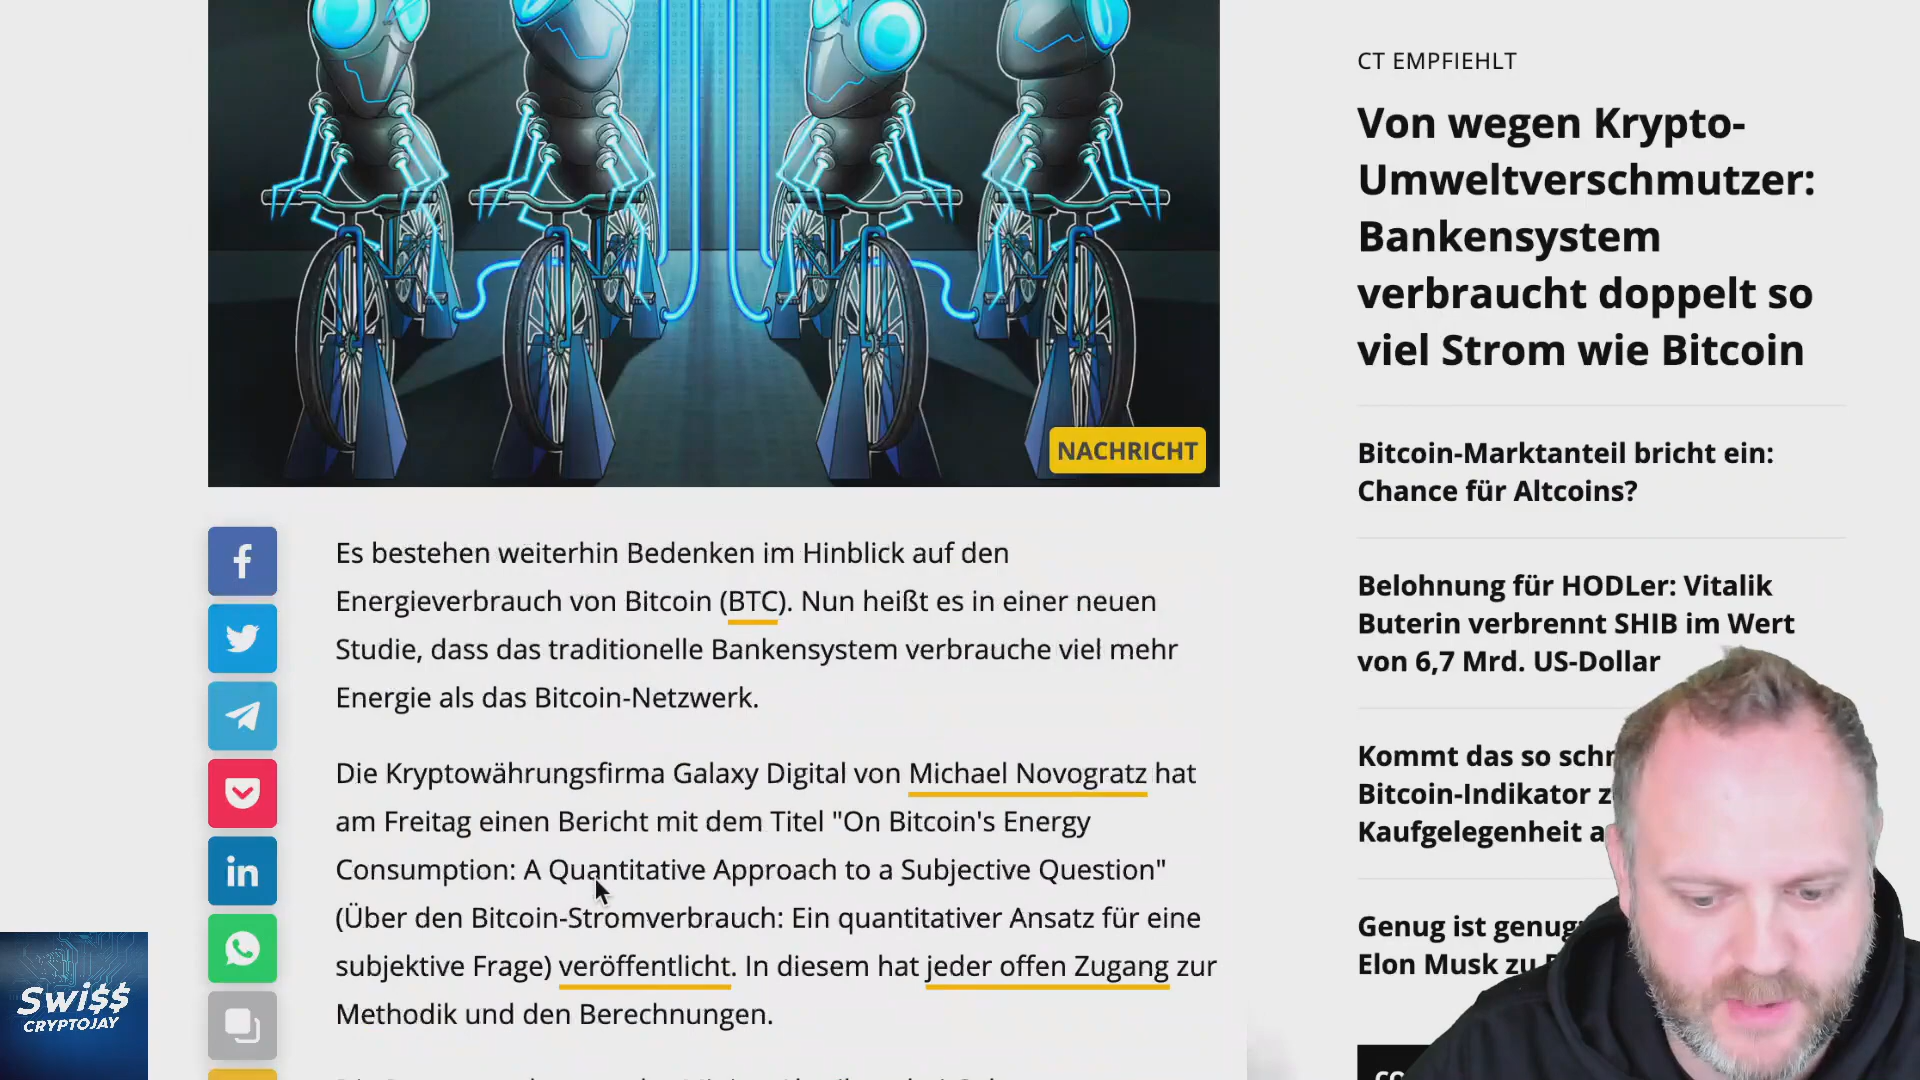 CT EMPFIEHLT
Von wegen Krypto-
Umweltverschmutzer:
Bankensystem
verbraucht doppelt so
viel Strom wie Bitcoin
NACHRICHT
Bitcoin-Marktanteil bricht ein:
Chance für Altcoins?
Belohnung für HODLer: Vitalik
Buterin verbrennt SHIB im Wert
von 6,7 Mrd. US-Dollar
Kommt das so
Bitcoin-Indikator
Kaufgelegenheit
Genug ist genug
Elon Musk zu
Es bestehen weiterhin Bedenken im Hinblick auf den
Energieverbrauch von Bitcoin (BTC). Nun heißt es in einer neuen
Studie, dass das traditionelle Bankensystem verbrauche viel mehr
Energie als das Bitcoin-Netzwerk.
Die Kryptowährungsfirma Galaxy Digital von Michael Novogratz hat
am Freitag einen Bericht mit dem Titel "On Bitcoin's Energy
Consumption: A Quantitative Approach to a Subjective Question"
(Über den Bitcoin-Stromverbrauch: Ein quantitativer Ansatz für eine
subjektive Frage) veröffentlicht. In diesem hat jeder offen Zugang zur
Methodik und den Berechnungen.
Swi$$
CRYPTOJAY